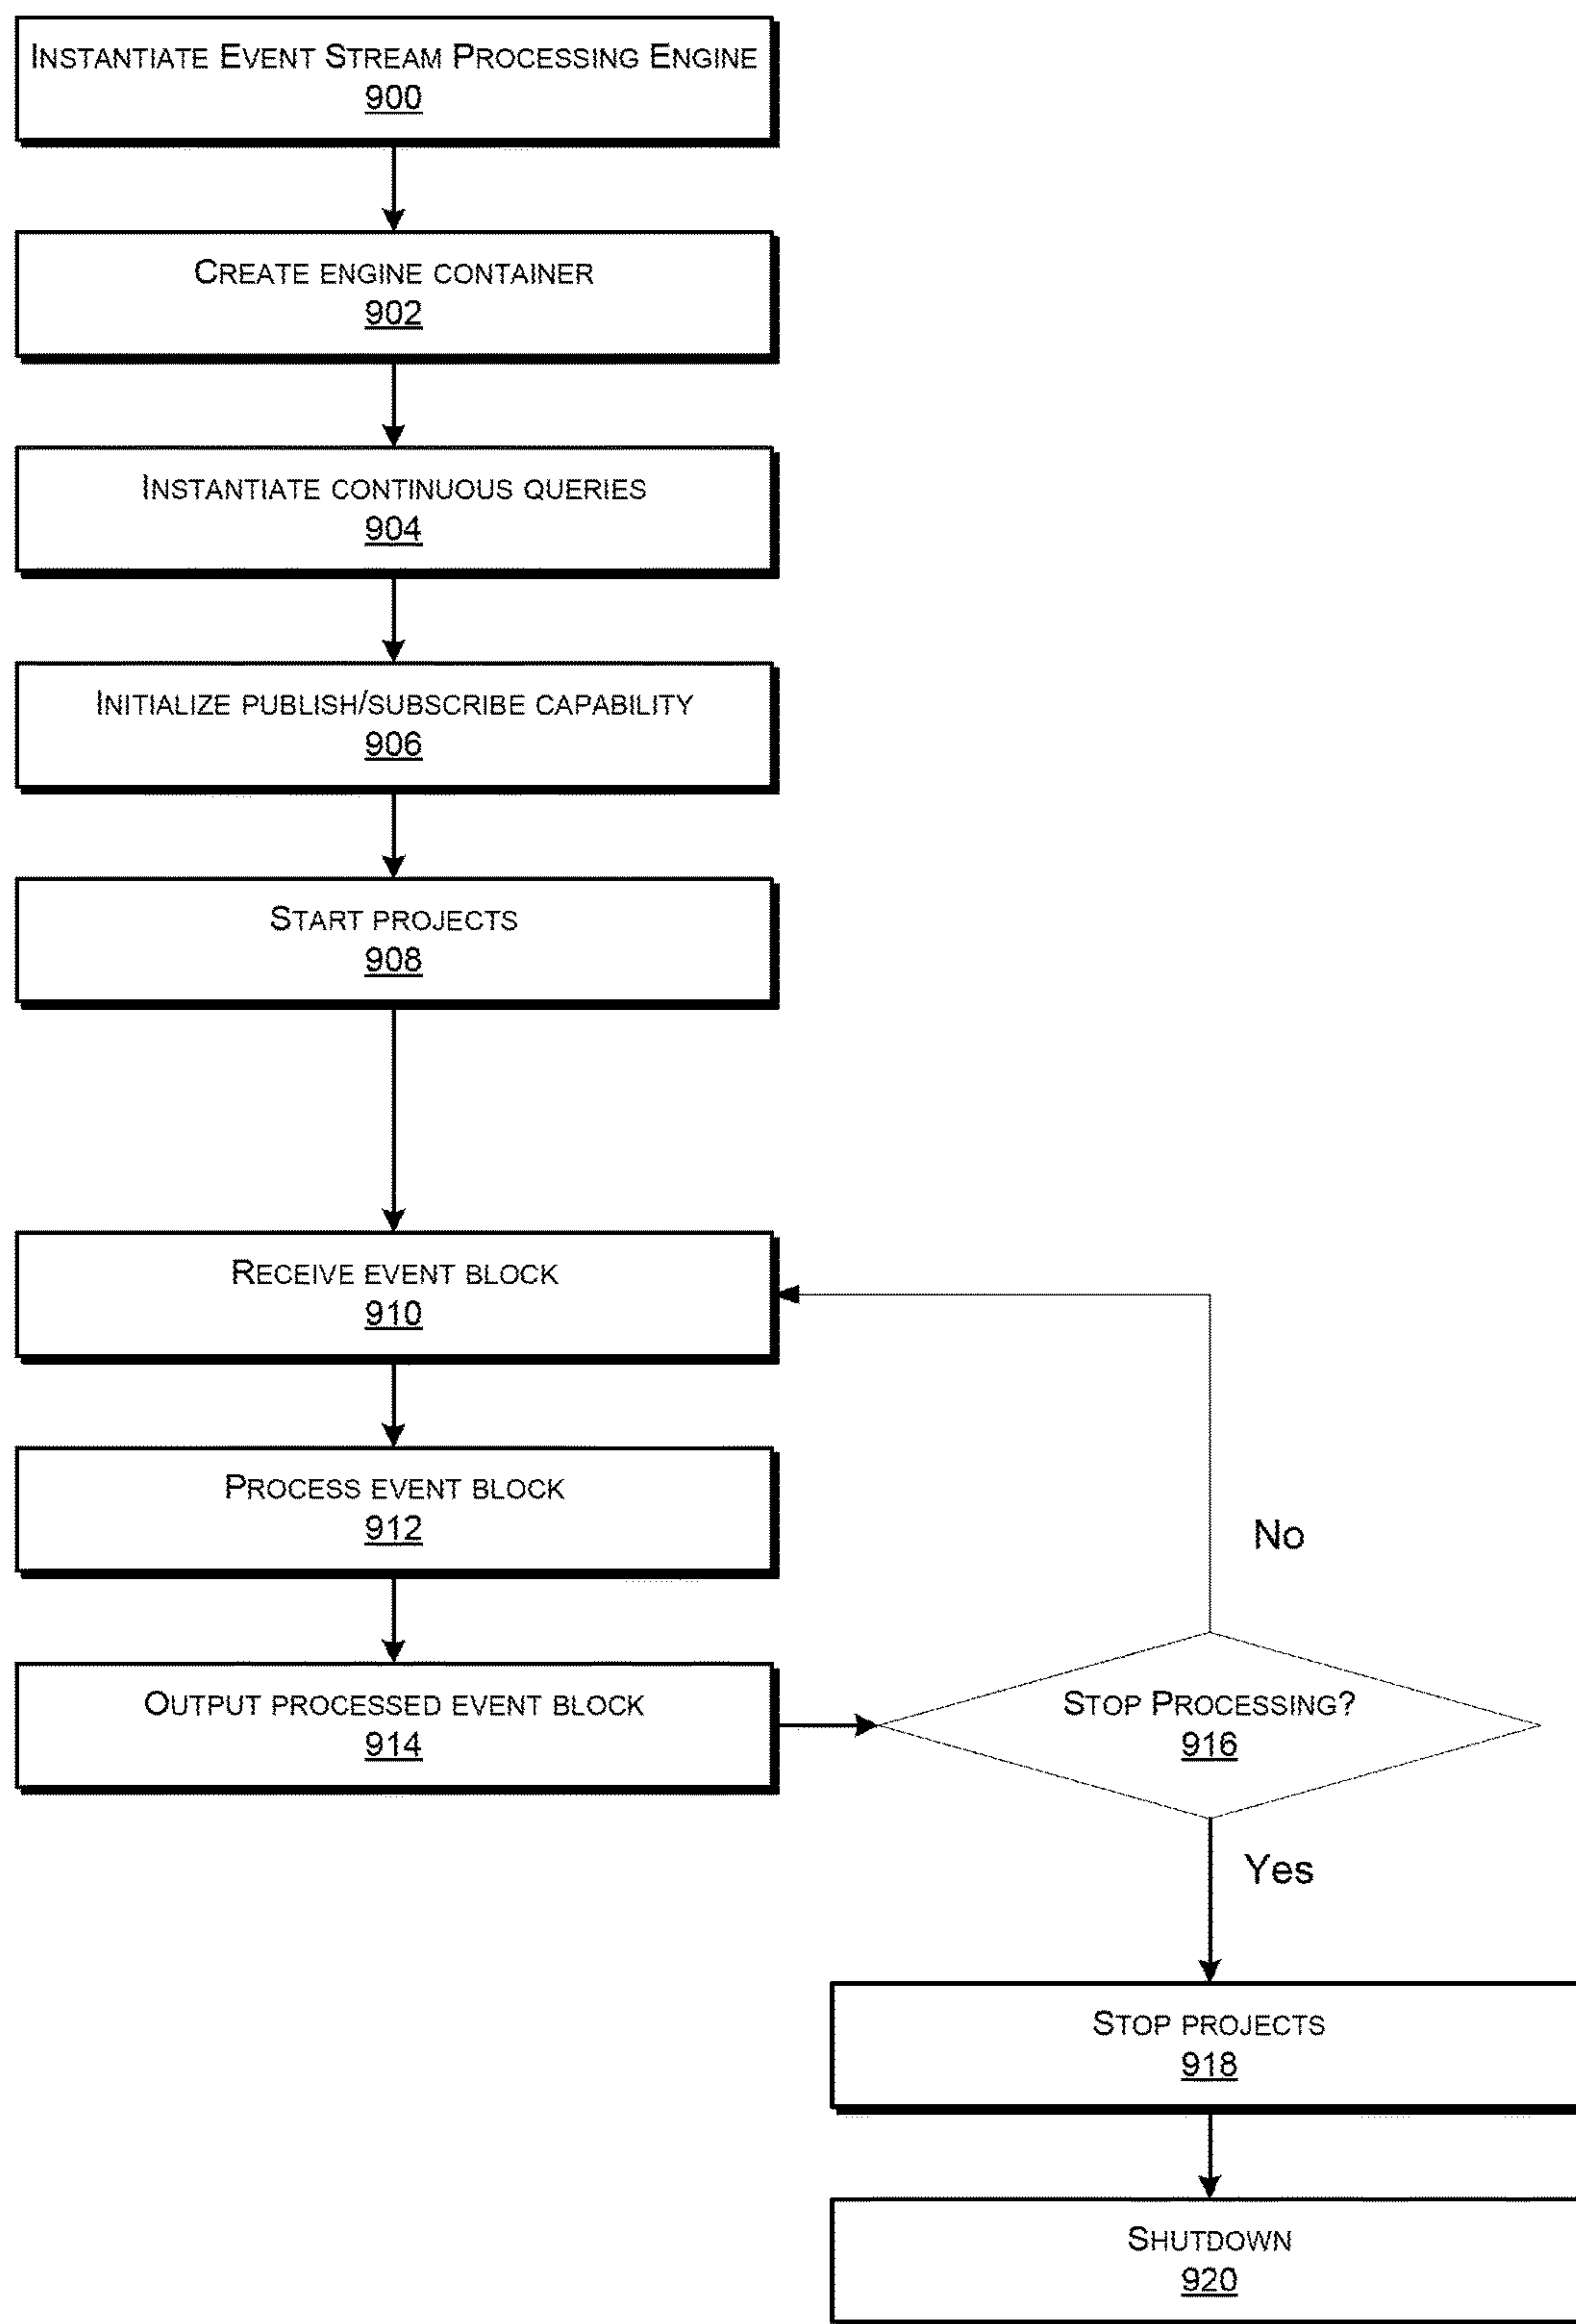 INSTANTIATE EVENT STREAM PROCESSING ENGINE
900
CREATE ENGINE CONTAINER
902
INSTANTIATE CONTINUOUS QUERIES
904
INITIALIZE PUBLISH/SUBSCRIBE CAPABILITY
906
START PROJECTS
908
RECEIVE EVENT BLOCK
910
PROCESS EVENT BLOCK
912
No
OUTPUT PROCESSED EVENT BLOCK
914
STOP PROCESSING?
916
Yes
STOP PROJECTS
918
SHUTDOWN
920